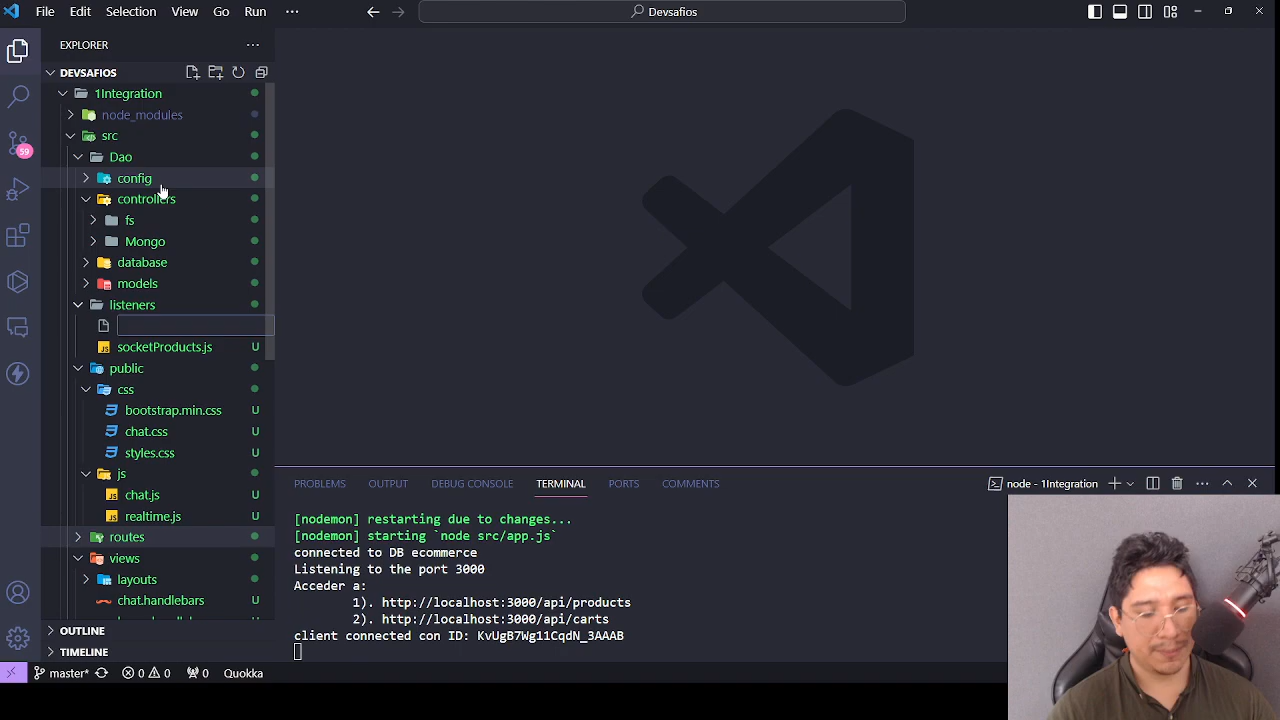 File Edit Selection View Go Run ... Devsafios
EXPLORER ...
DEVSAFIOS
1Integration
node_modules
src
Dao
config
controllers
fs
Mongo
database
models
listeners
socketProducts.js U
public
css
bootstrap.min.css U
chat.css U
styles.css U
js
chat.js U
realtime.js U
routes
views
layouts
chat.handlebars U
OUTLINE
TIMELINE
59
PROBLEMS OUTPUT DEBUG CONSOLE TERMINAL PORTS COMMENTS node - 1Integration
[nodemon] restarting due to changes...
[nodemon] starting `node src/app.js`
connected to DB ecommerce
Listening to the port 3000
Acceder a:
1). http://localhost:3000/api/products
2). http://localhost:3000/api/carts
client connected con ID: KvUgB7Wg11CqdN_3AAAB
master* 0 0 0 Quokka